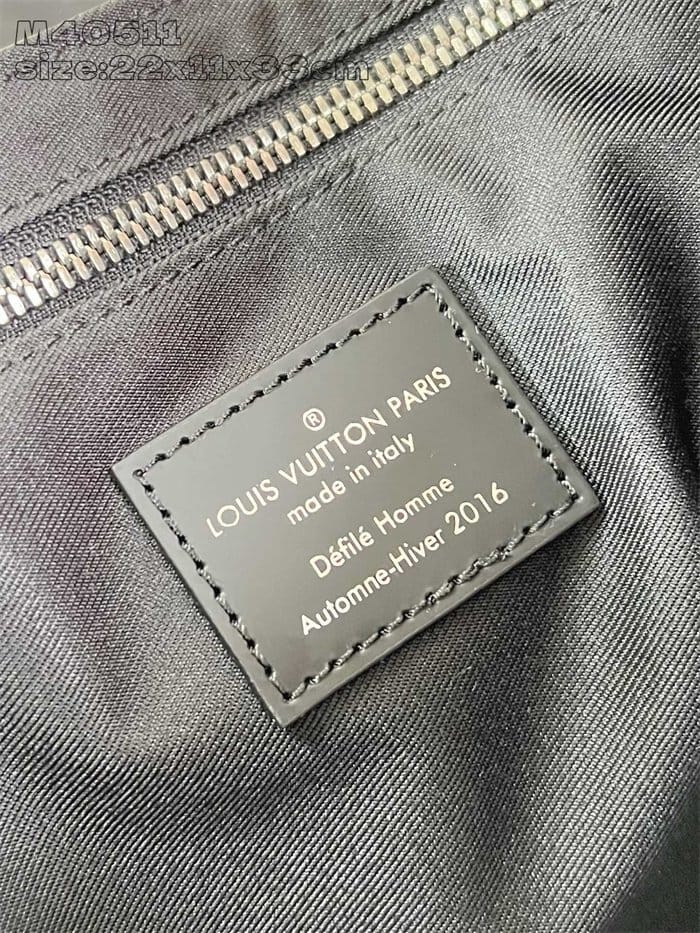 M40511
size:22x11x33cm
®
LOUIS VUITTON PARIS
made in italy
Défilé Homme
Automne-Hiver 2016